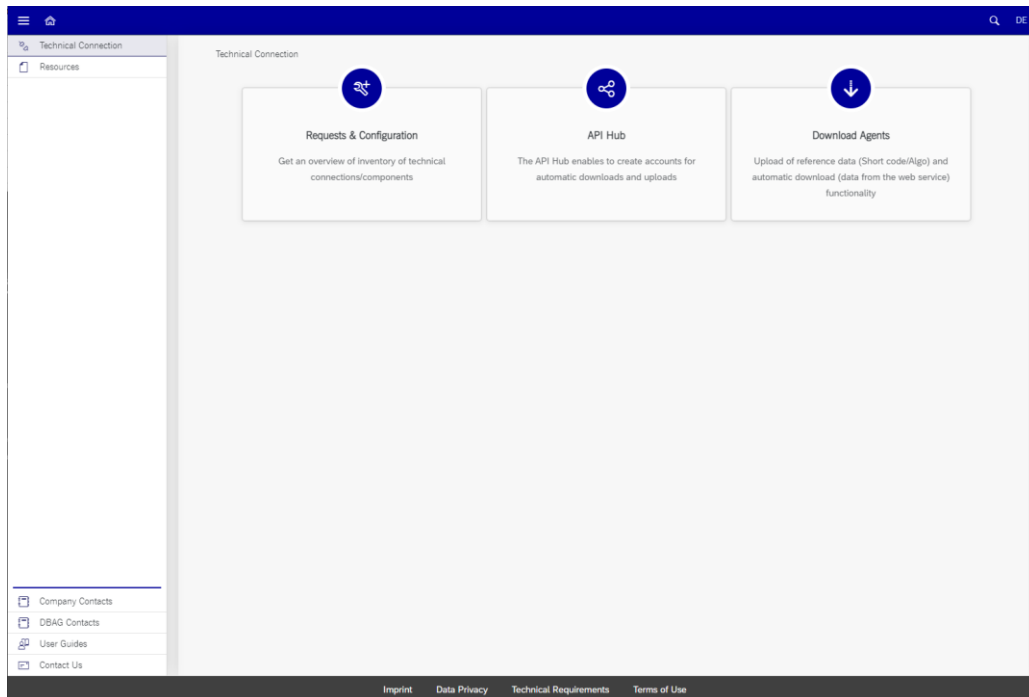 DE
Technical Connection
Resources
Technical Connection
Requests & Configuration
Get an overview of inventory of technical
connections/components
API Hub
The API Hub enables to create accounts for
automatic downloads and uploads
Download Agents
Upload of reference data (Short code/Algo) and
automatic download (data from the web service)
functionality
Company Contacts
DBAG Contacts
User Guides
Contact Us
Imprint Data Privacy Technical Requirements Terms of Use